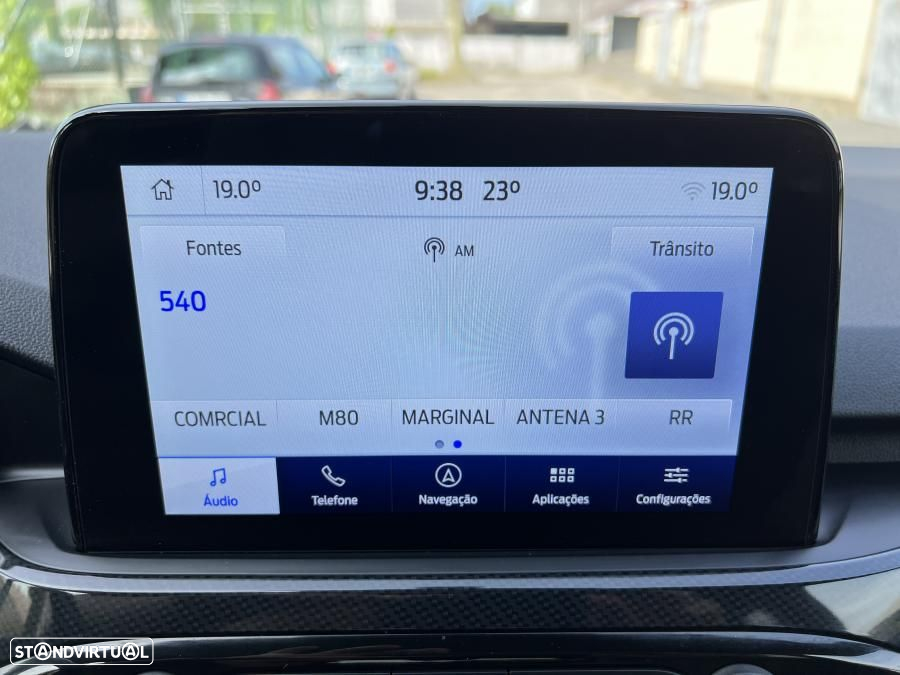 19.0º 9:38 23º 19.0º
Fontes AM Trânsito
540
COMRCIAL M80 MARGINAL ANTENA 3 RR
Áudio Telefone Navegação Aplicações Configurações
STANDVIRTUAL